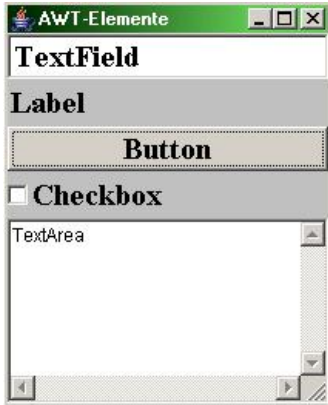 AWT-Elemente
TextField
Label
Button
Checkbox
TextArea